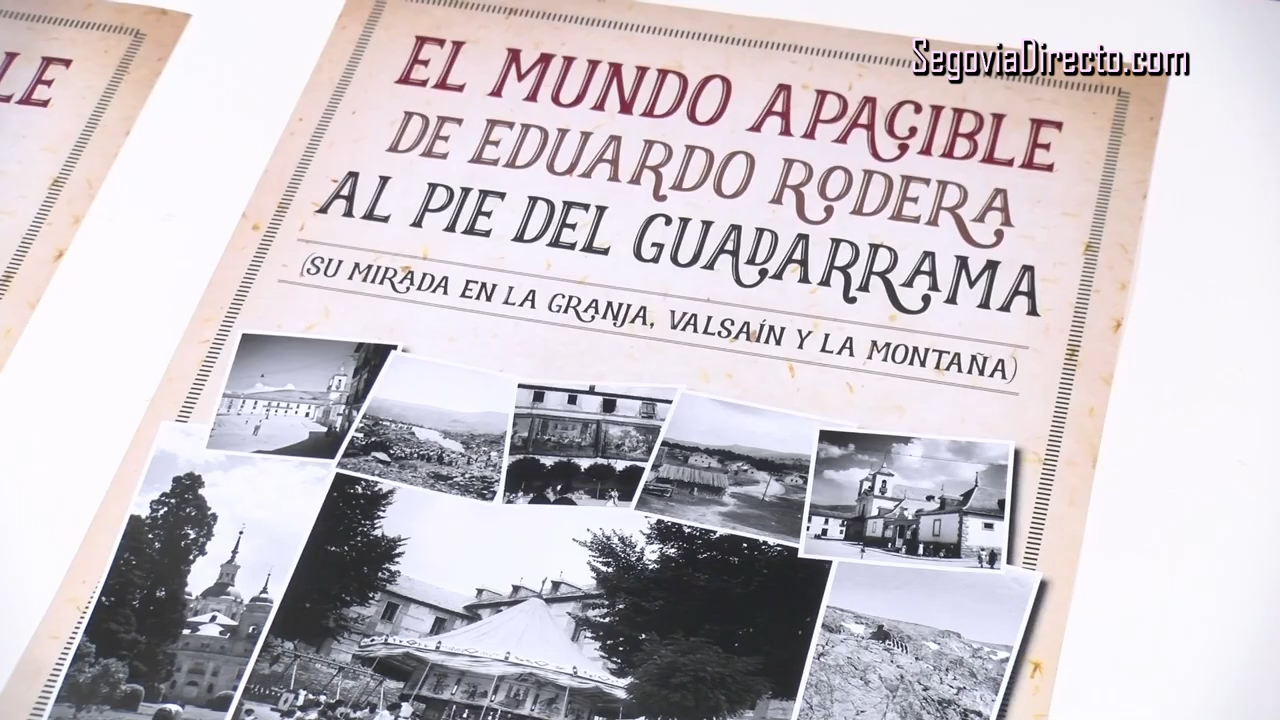 SegoviaDirecto.com
LE
EL MUNDO APACIBLE
DE EDUARDO RODERA
AL PIE DEL GUADARRAMA
(SU MIRADA EN LA GRANJA, VALSAÍN Y LA MONTAÑA)